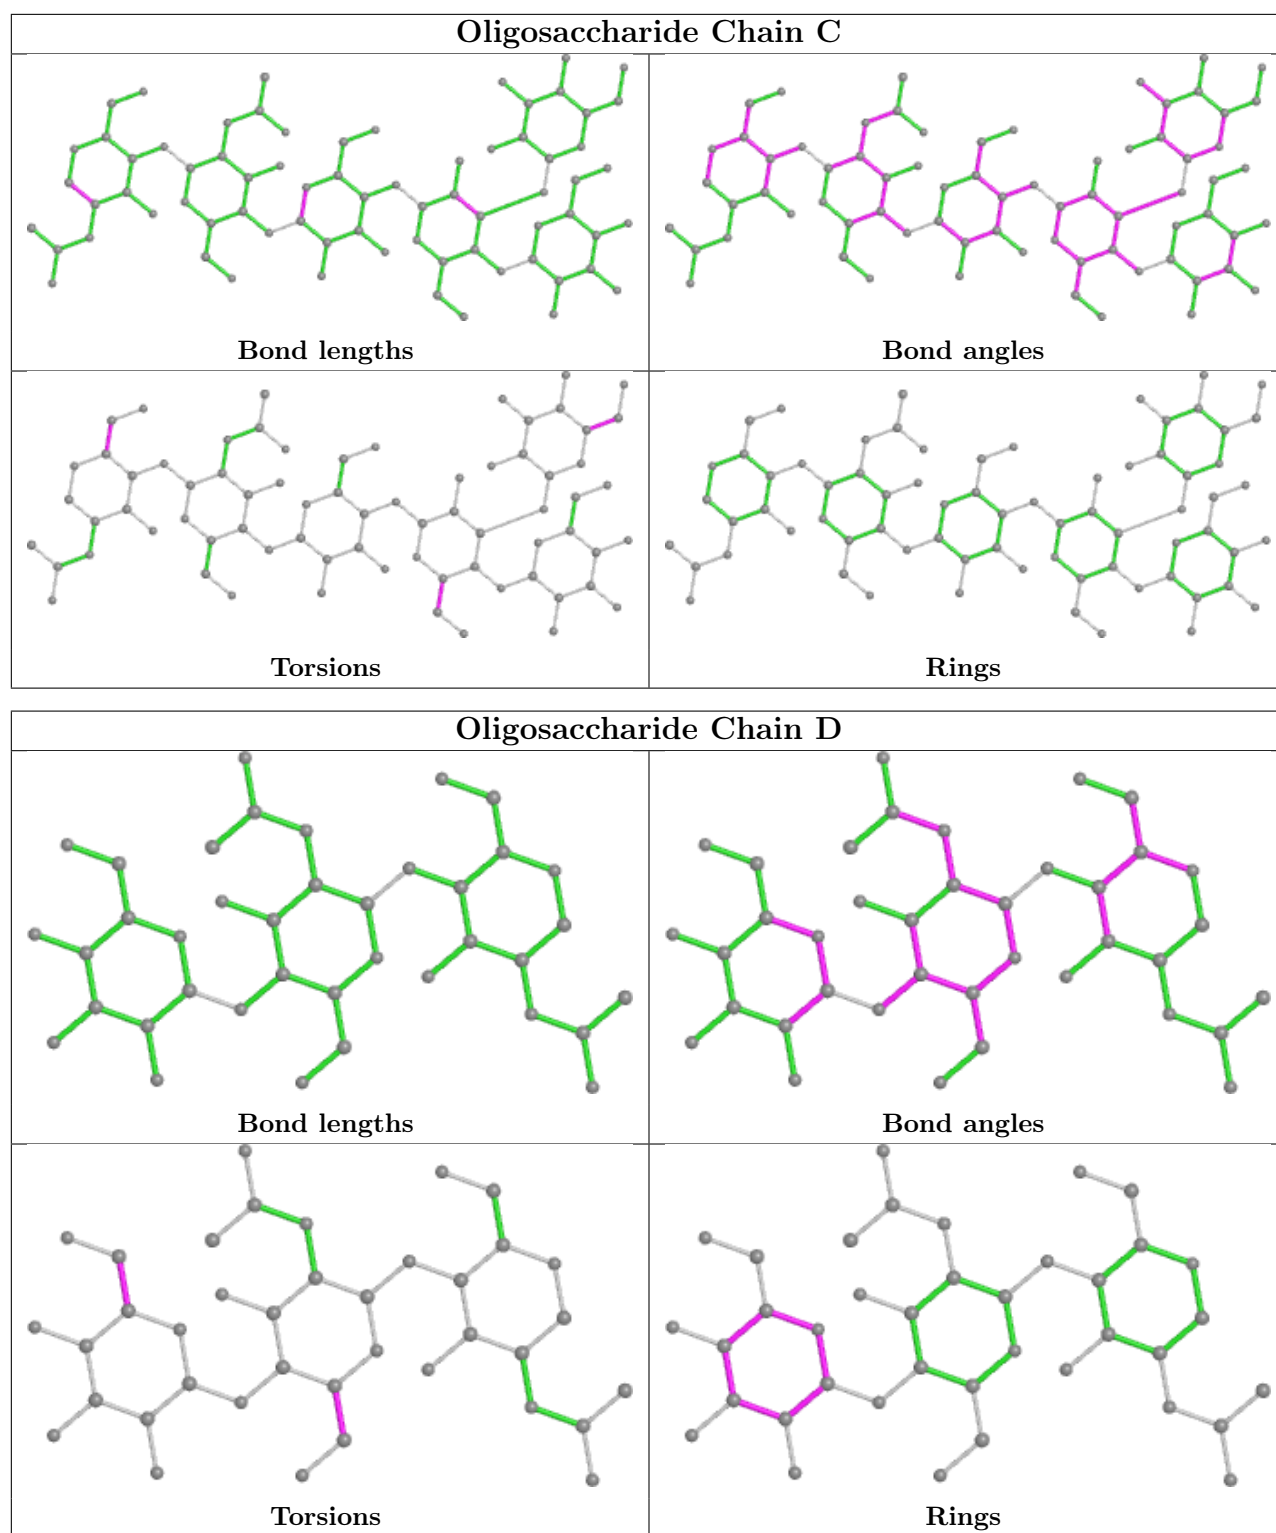 Oligosaccharide Chain C
Bond lengths
Bond angles
Torsions
Rings
Oligosaccharide Chain D
Bond lengths
Bond angles
Torsions
Rings